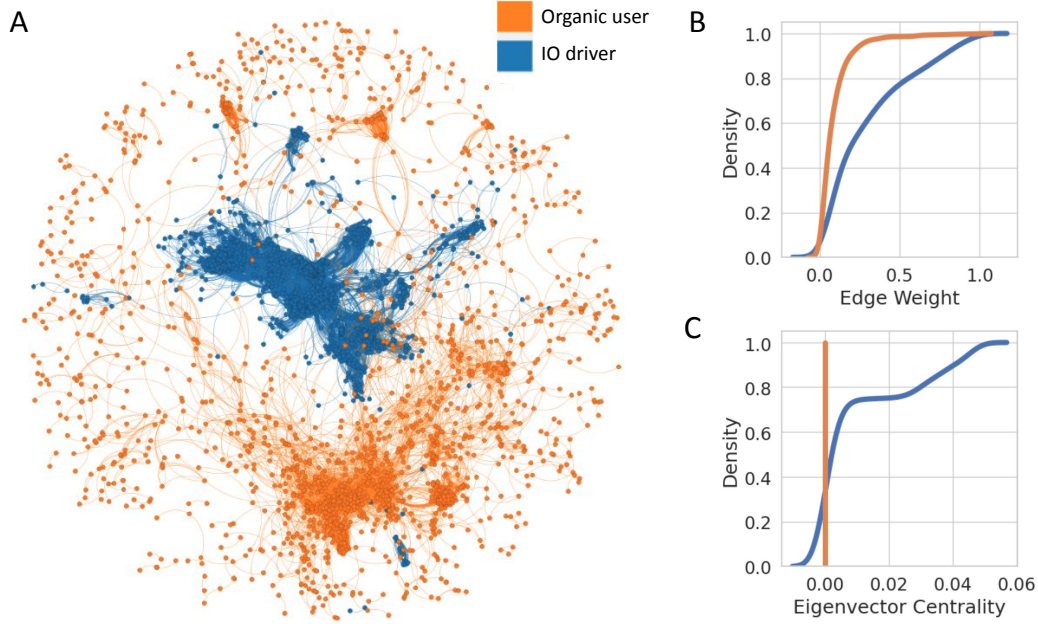 A
Organic user
IO driver
B
1.0
0.8
0.6
0.4
0.2
0.0
Density
0.0 0.5 1.0
Edge Weight
C
1.0
0.8
0.6
0.4
0.2
0.0
Density
0.00 0.02 0.04 0.06
Eigenvector Centrality